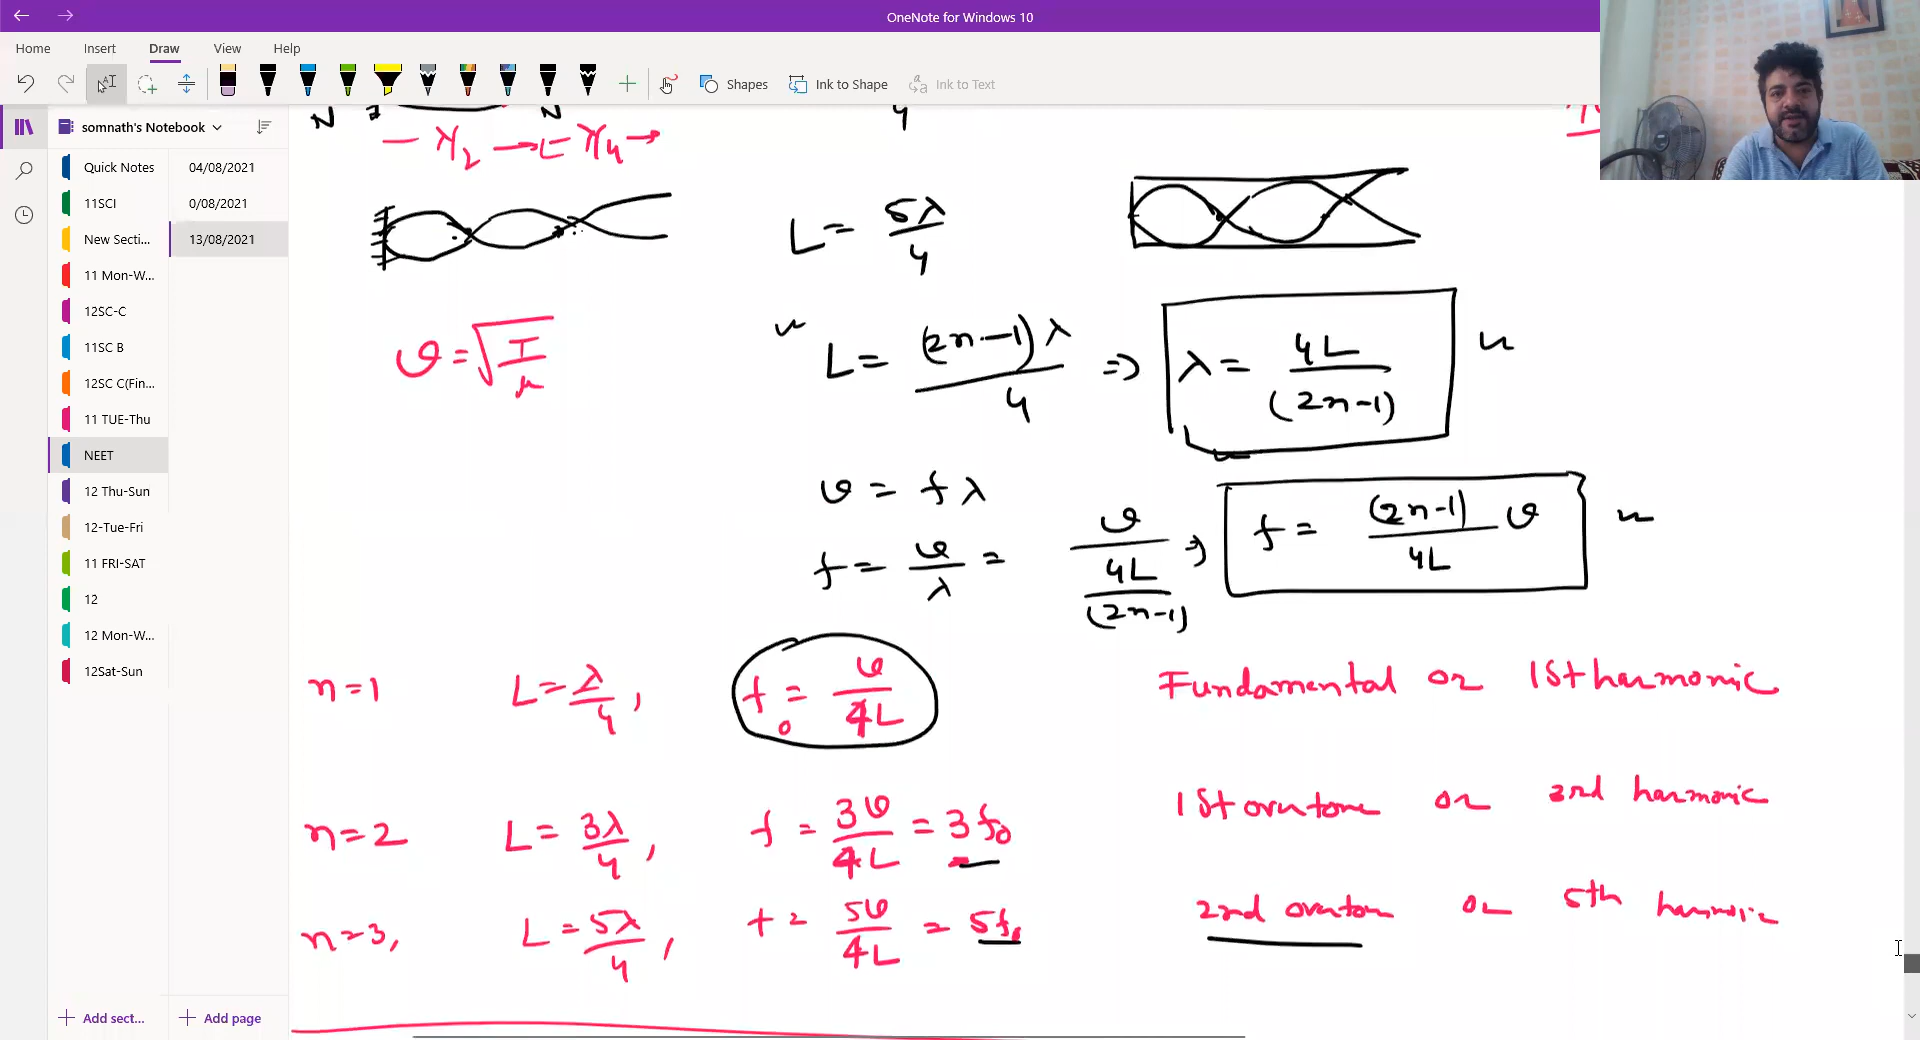 OneNote for Windows 10
Home Insert Draw View Help
Shapes Ink to Shape Ink to Text
somnath's Notebook
Quick Notes 04/08/2021
11SCI 0/08/2021
New Secti... 13/08/2021
11 Mon-W...
12SC-C
11SC B
12SC C(Fin...
11 TUE-Thu
NEET
12 Thu-Sun
12-Tue-Fri
11 FRI-SAT
12
12 Mon-W...
12Sat-Sun
Add sect... Add page
N N 4
λ/2 λ/4
L = 5λ/4
v = √(T/μ)
L = (2n-1)λ/4 ⇒ λ = 4L/(2n-1)
v = fλ
f = v/λ = v/(4L/(2n-1)) ⇒ f = (2n-1)/4L v
n=1 L=λ/4, f₀ = v/4L Fundamental or 1st harmonic
n=2 L=3λ/4, f = 3v/4L = 3f₀ 1st overtone or 3rd harmonic
n=3, L=5λ/4, f = 5v/4L = 5f₀ 2nd overtone or 5th harmonic